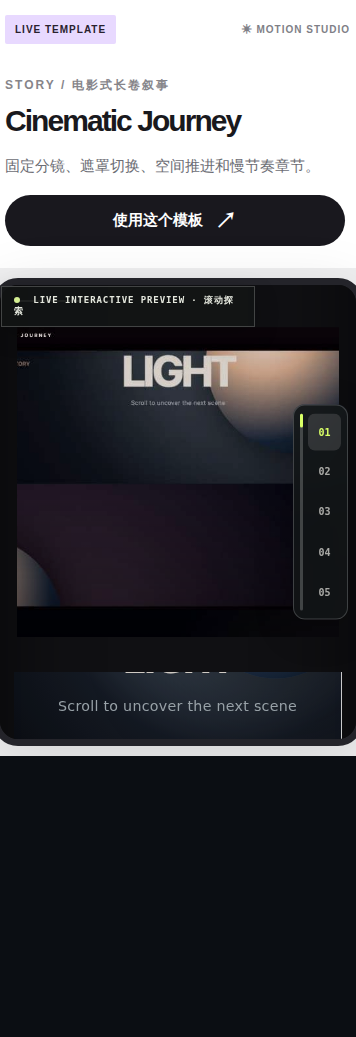 LIVE TEMPLATE
✴ MOTION STUDIO
STORY / 电影式长卷叙事
Cinematic Journey
固定分镜、遮罩切换、空间推进和慢节奏章节。
使用这个模板 ↗
LIVE INTERACTIVE PREVIEW · 滚动探
索
JOURNEY
LIGHT
Scroll to uncover the next scene
01
02
03
04
05
Scroll to uncover the next scene